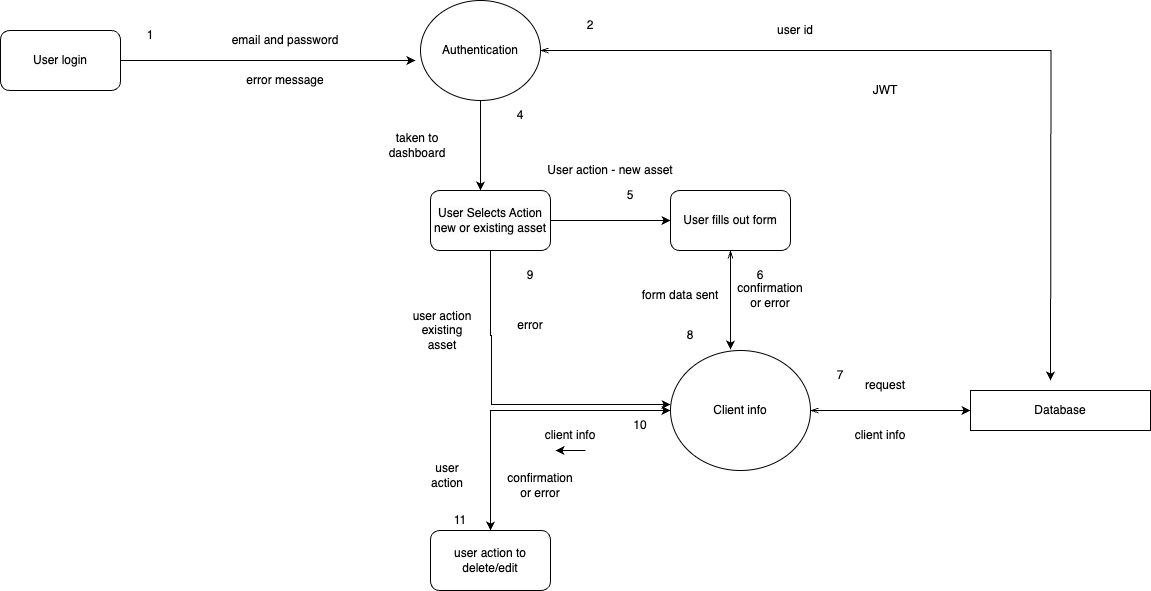 1
2
user id
email and password
User login
Authentication
error message
JWT
4
taken to
dashboard
User action - new asset
5
User Selects Action
new or existing asset
User fills out form
9
6
form data sent
confirmation
or error
user action
existing
asset
error
8
7
request
Client info
Database
10
client info
client info
user
action
confirmation
or error
11
user action to
delete/edit